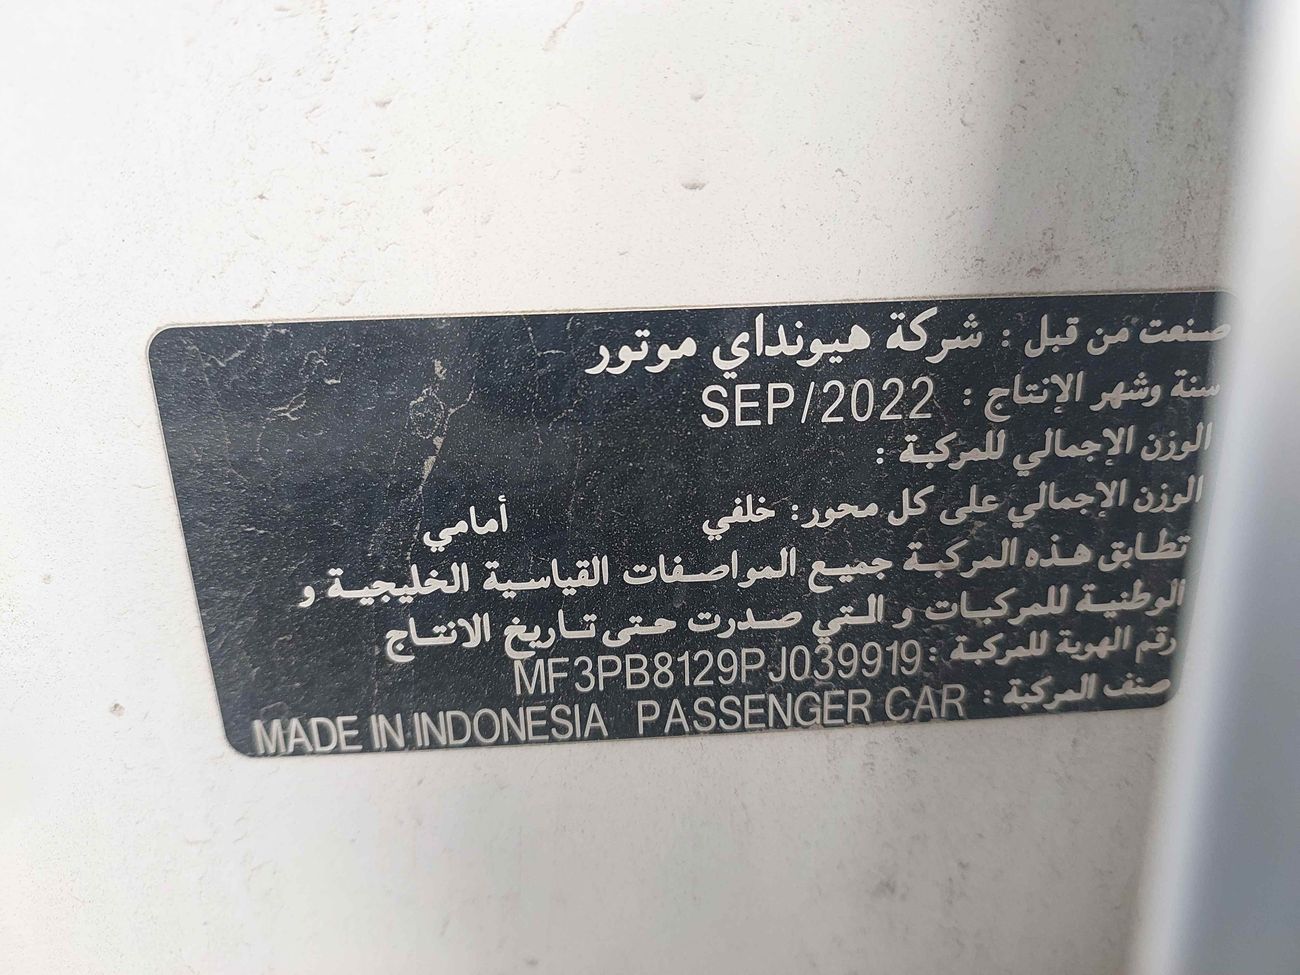 صنعت من قبل : شركة هيونداي موتور
سنة وشهر الإنتاج : SEP/2022
الوزن الإجمالي للمركبة :
الوزن الإجمالي على كل محور: خلفي أمامي
تطابق هذه المركبة جميع المواصفات القياسية الخليجية و
الوطنية للمركبات و التي صدرت حتى تاريخ الانتاج
رقم الهوية للمركبة : MF3PB8129PJ039919
صنف المركبة : PASSENGER CAR MADE IN INDONESIA